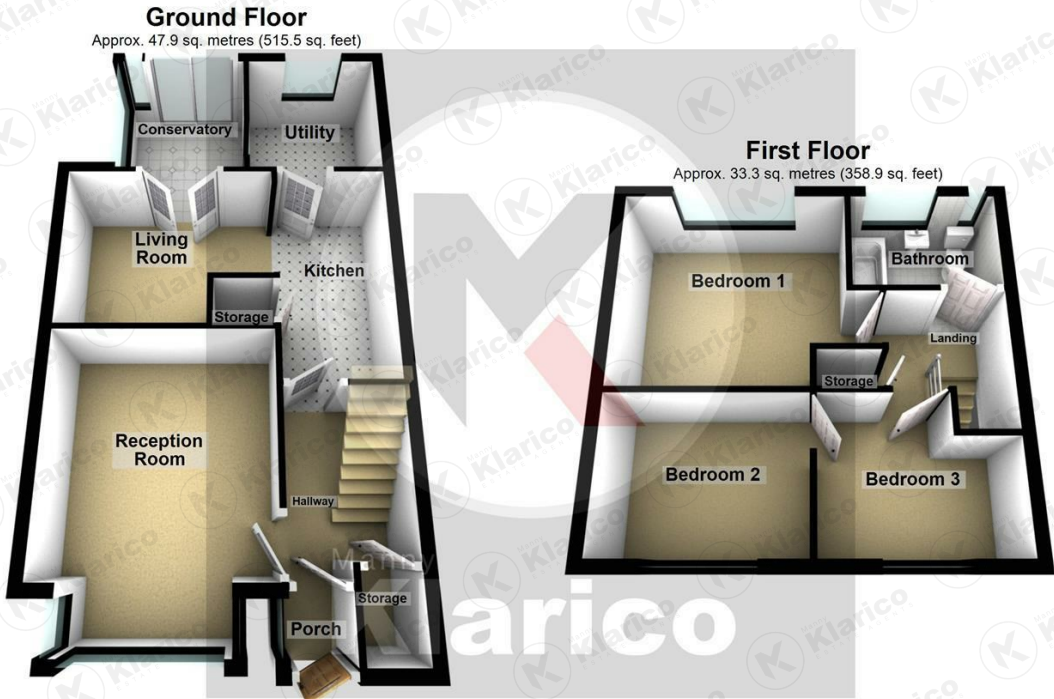 Ground Floor
Approx. 47.9 sq. metres (515.5 sq. feet)
Conservatory
Utility
Living
Room
Kitchen
Storage
Reception
Room
Hallway
Storage
Porch
First Floor
Approx. 33.3 sq. metres (358.9 sq. feet)
Bedroom 1
Bathroom
Landing
Storage
Bedroom 2
Bedroom 3
Manny
Klarico